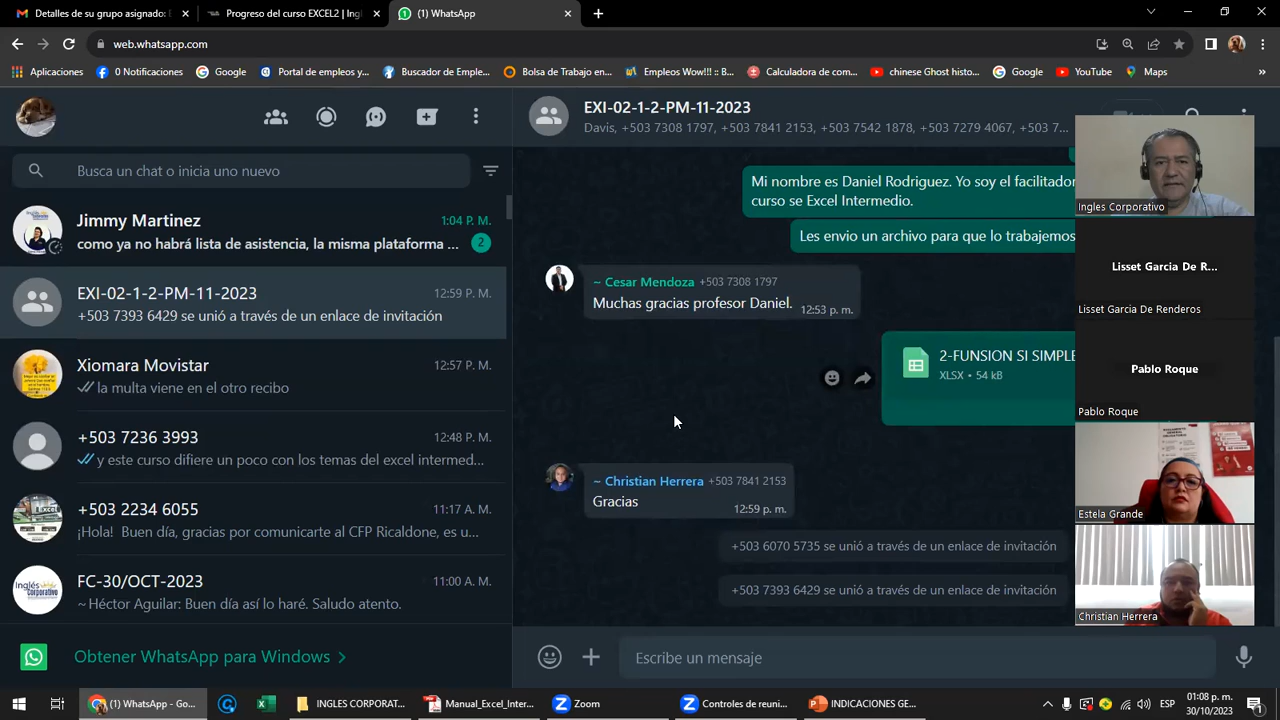 Detalles de su grupo asignado: I
Progreso del curso EXCEL2 | Ingl
(1) WhatsApp
web.whatsapp.com
Aplicaciones
0 Notificaciones
Google
Portal de empleos y...
Buscador de Emple...
Bolsa de Trabajo en...
Empleos Wow!!! :: B...
Calculadora de com...
chinese Ghost histo...
Google
YouTube
Maps
Busca un chat o inicia uno nuevo
Jimmy Martinez
1:04 P. M.
como ya no habrá lista de asistencia, la misma plataforma ...
2
EXI-02-1-2-PM-11-2023
12:59 P. M.
+503 7393 6429 se unió a través de un enlace de invitación
Xiomara Movistar
12:57 P. M.
la multa viene en el otro recibo
+503 7236 3993
12:48 P. M.
y este curso difiere un poco con los temas del excel intermed...
+503 2234 6055
11:17 A. M.
¡Hola! Buen día, gracias por comunicarte al CFP Ricaldone, es u...
FC-30/OCT-2023
11:00 A. M.
~ Héctor Aguilar: Buen día así lo haré. Saludo atento.
Obtener WhatsApp para Windows
EXI-02-1-2-PM-11-2023
Davis, +503 7308 1797, +503 7841 2153, +503 7542 1878, +503 7279 4067, +503 7...
Mi nombre es Daniel Rodriguez. Yo soy el facilitador
curso se Excel Intermedio.
Les envio un archivo para que lo trabajemos
~ Cesar Mendoza +503 7308 1797
Muchas gracias profesor Daniel.
12:53 p. m.
2-FUNSION SI SIMPLE
XLSX • 54 kB
~ Christian Herrera +503 7841 2153
Gracias
12:59 p. m.
+503 6070 5735 se unió a través de un enlace de invitación
+503 7393 6429 se unió a través de un enlace de invitación
Escribe un mensaje
Ingles Corporativo
Lisset Garcia De R...
Lisset Garcia De Renderos
Pablo Roque
Pablo Roque
Estela Grande
Christian Herrera
(1) WhatsApp - Go...
INGLES CORPORAT...
Manual_Excel_Inter...
Zoom
Controles de reuni...
INDICACIONES GE...
ESP
01:08 p. m.
30/10/2023